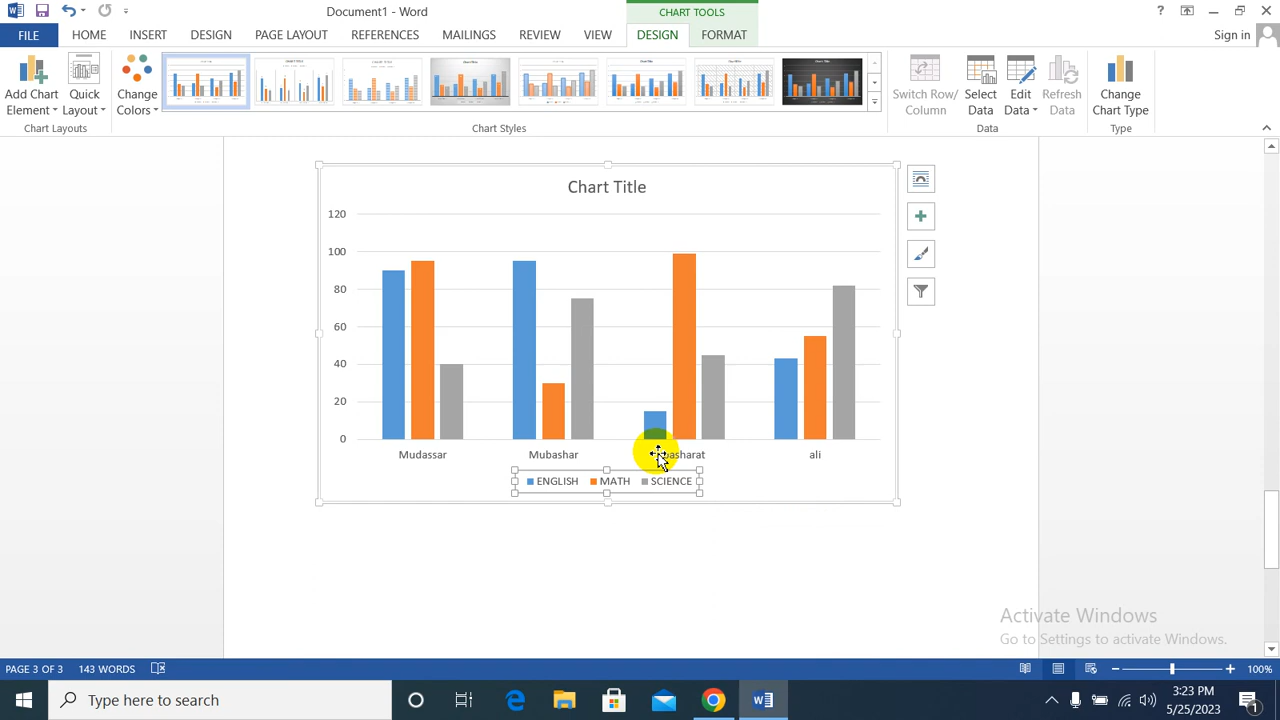 Document1 - Word
CHART TOOLS
?
FILE
HOME
INSERT
DESIGN
PAGE LAYOUT
REFERENCES
MAILINGS
REVIEW
VIEW
DESIGN
FORMAT
Sign in
Add Chart
Element
Quick
Layout
Change
Colors
Switch Row/
Column
Select
Data
Edit
Data
Refresh
Data
Change
Chart Type
Chart Layouts
Chart Styles
Data
Type
Chart Title
120
100
80
60
40
20
0
Mudassar
Mubashar
ali
ENGLISH
MATH
SCIENCE
Activate Windows
Go to Settings to activate Windows.
PAGE 3 OF 3
143 WORDS
100%
Type here to search
3:23 PM
5/25/2023
1